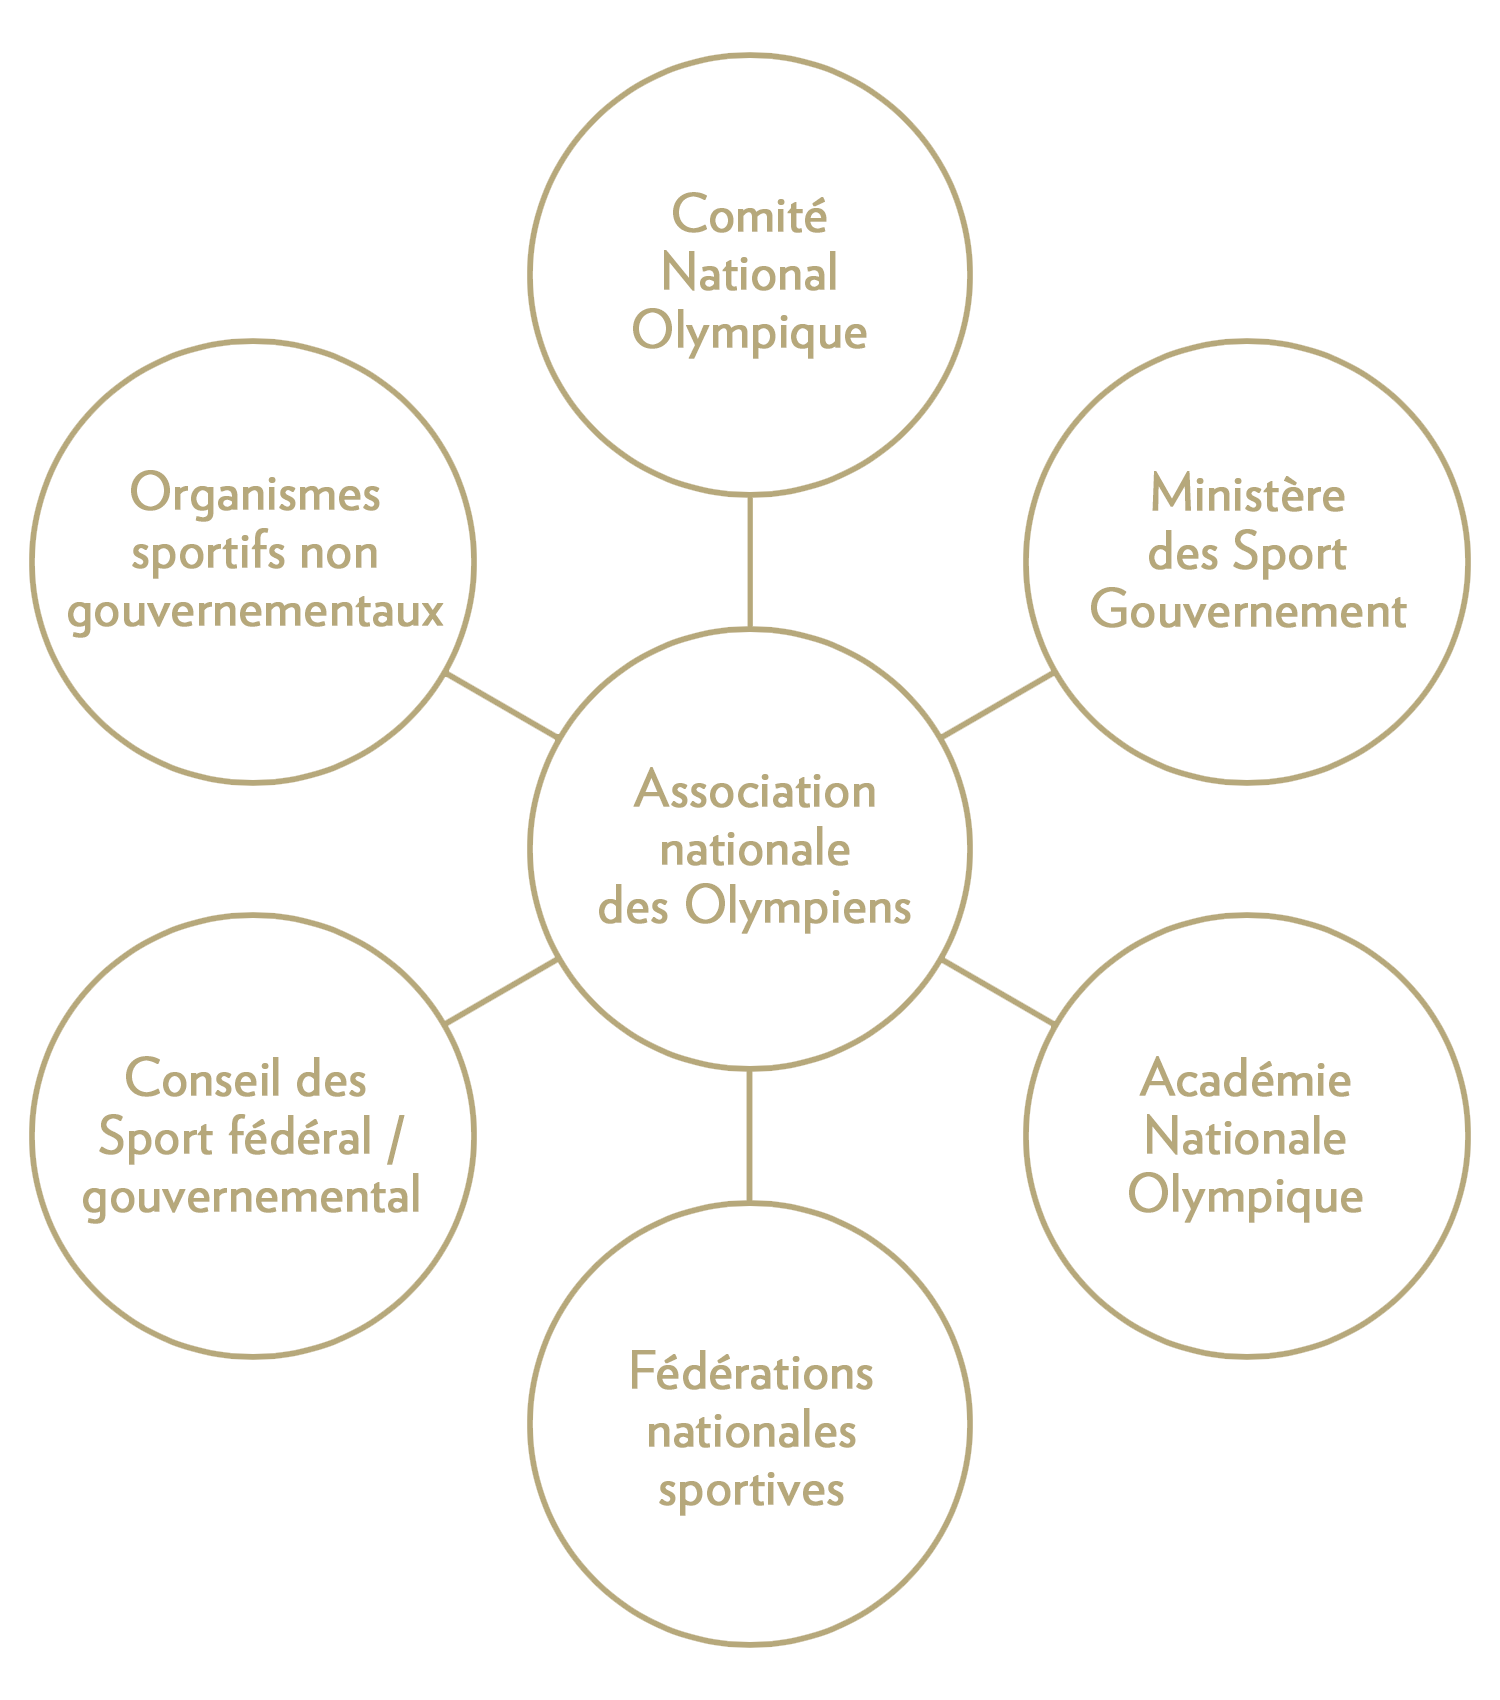 Comité
National
Olympique
Organismes
sportifs non
gouvernementaux
Ministère
des Sport
Gouvernement
Association
nationale
des Olympiens
Conseil des
Sport fédéral /
gouvernemental
Académie
Nationale
Olympique
Fédérations
nationales
sportives